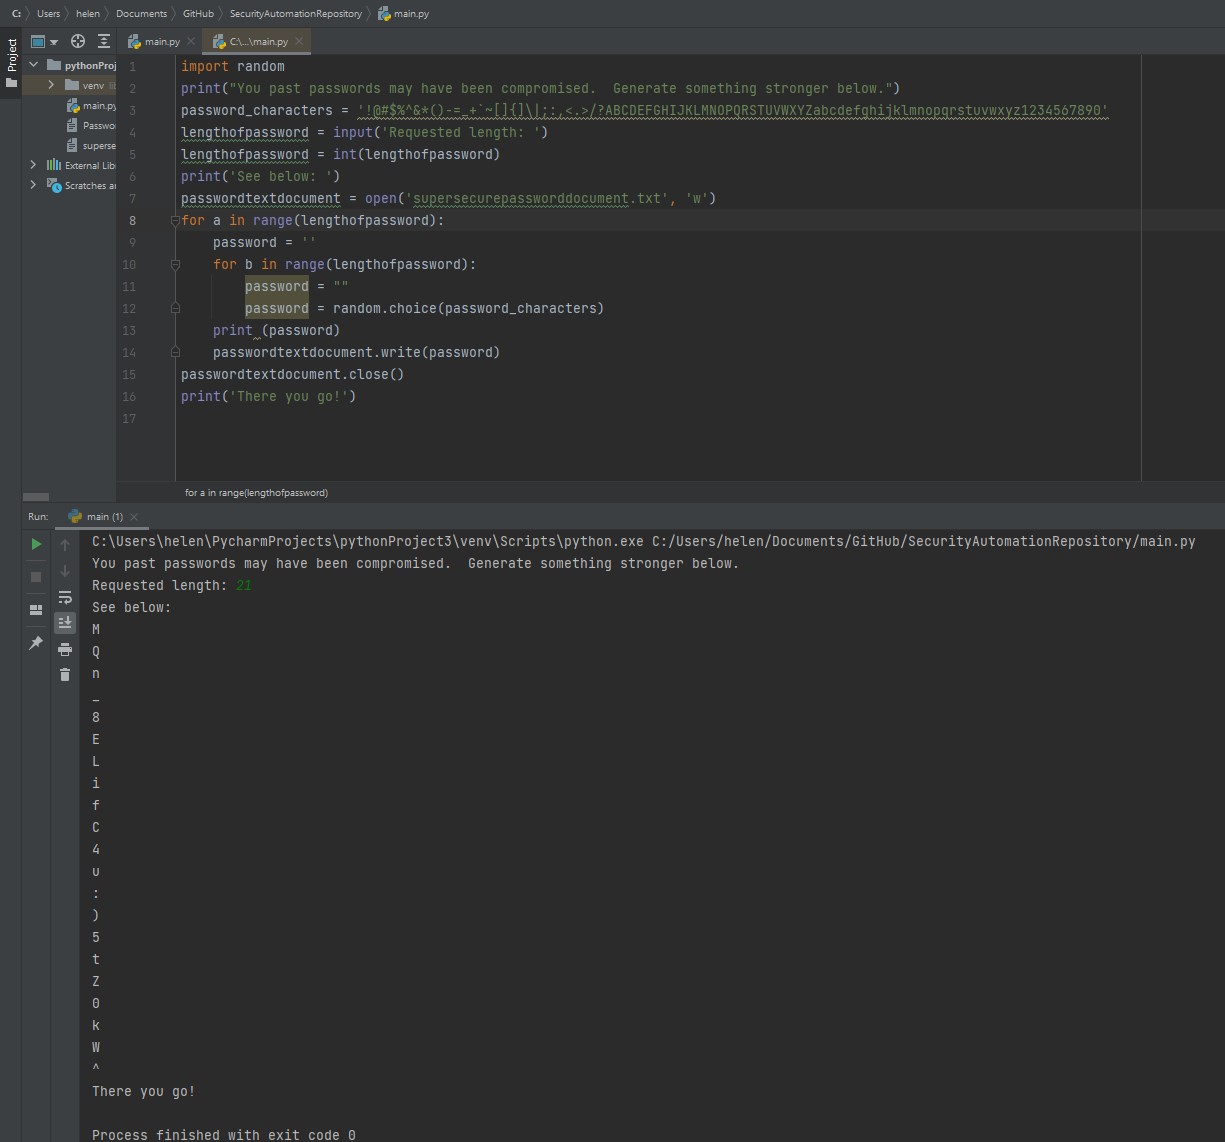 C: Users helen Documents GitHub SecurityAutomationRepository main.py
Project
main.py C:\...\main.py
pythonProj
venv lib
main.py
Passwo
superse
External Lib
Scratches an
1 import random
2 print("You past passwords may have been compromised.  Generate something stronger below.")
3 password_characters = '!@#$%^&*()-=_+`~[]{}\|;:,<.>/?ABCDEFGHIJKLMNOPQRSTUVWXYZabcdefghijklmnopqrstuvwxyz1234567890'
4 lengthofpassword = input('Requested length: ')
5 lengthofpassword = int(lengthofpassword)
6 print('See below: ')
7 passwordtextdocument = open('supersecurepassworddocument.txt', 'w')
8 for a in range(lengthofpassword):
9     password = ''
10     for b in range(lengthofpassword):
11         password = ""
12         password = random.choice(password_characters)
13     print (password)
14     passwordtextdocument.write(password)
15 passwordtextdocument.close()
16 print('There you go!')
17
for a in range(lengthofpassword)
Run: main (1)
C:\Users\helen\PycharmProjects\pythonProject3\venv\Scripts\python.exe C:/Users/helen/Documents/GitHub/SecurityAutomationRepository/main.py
You past passwords may have been compromised.  Generate something stronger below.
Requested length: 21
See below:
M
Q
n
_
8
E
L
i
f
C
4
u
:
)
5
t
Z
0
k
W
^
There you go!
Process finished with exit code 0